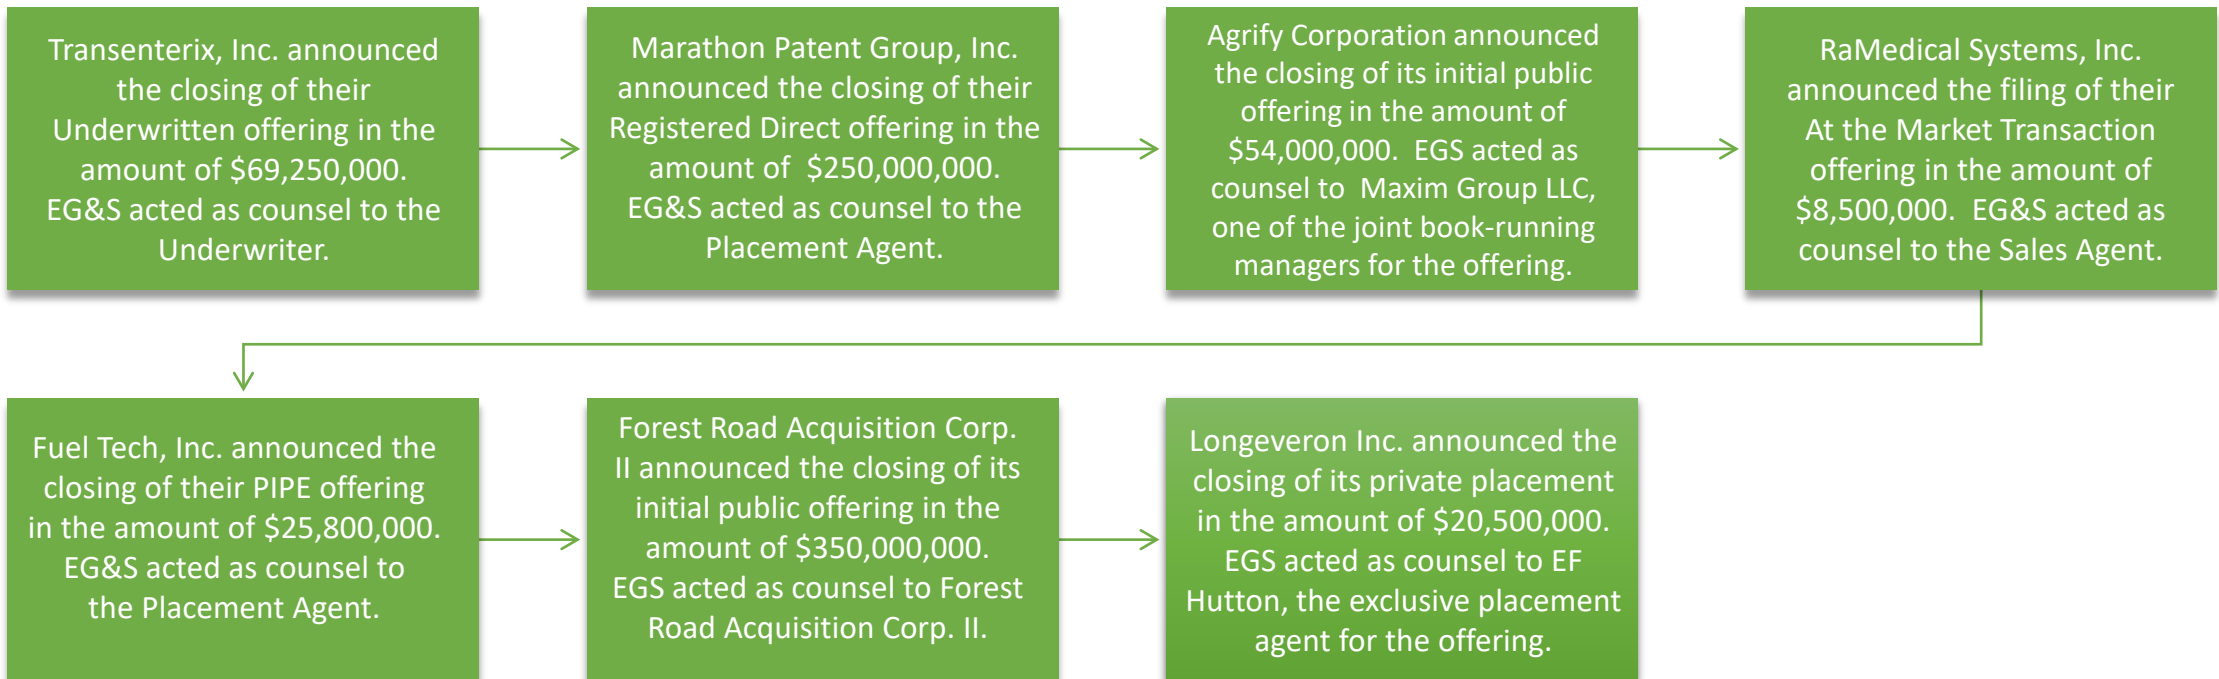 Transenterix, Inc. announced
the closing of their
Underwritten offering in the
amount of $69,250,000.
EG&S acted as counsel to the
Underwriter.
Marathon Patent Group, Inc.
announced the closing of their
Registered Direct offering in the
amount of  $250,000,000.
EG&S acted as counsel to the
Placement Agent.
Agrify Corporation announced
the closing of its initial public
offering in the amount of
$54,000,000.  EGS acted as
counsel to  Maxim Group LLC,
one of the joint book-running
managers for the offering.
RaMedical Systems, Inc.
announced the filing of their
At the Market Transaction
offering in the amount of
$8,500,000.  EG&S acted as
counsel to the Sales Agent.
Fuel Tech, Inc. announced the
closing of their PIPE offering
in the amount of $25,800,000.
EG&S acted as counsel to
the Placement Agent.
Forest Road Acquisition Corp.
II announced the closing of its
initial public offering in the
amount of $350,000,000.
EGS acted as counsel to Forest
Road Acquisition Corp. II.
Longeveron Inc. announced the
closing of its private placement
in the amount of $20,500,000.
EGS acted as counsel to EF
Hutton, the exclusive placement
agent for the offering.